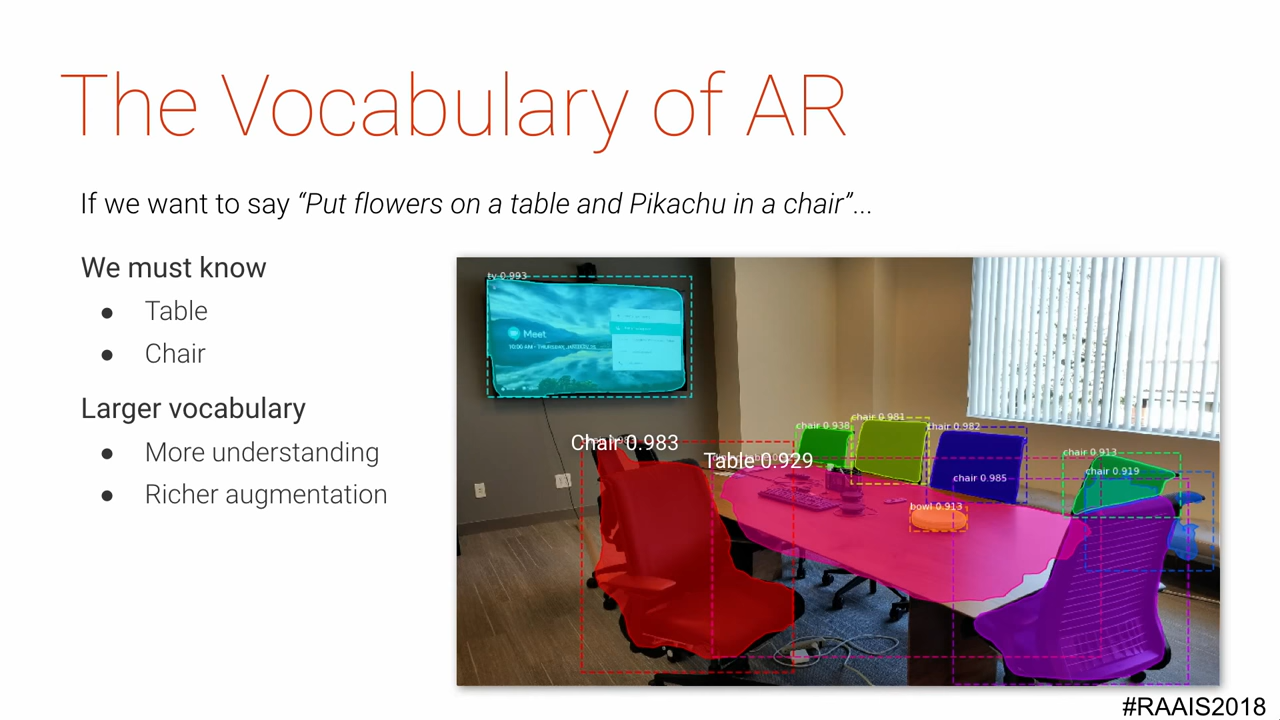 The Vocabulary of AR
If we want to say “Put flowers on a table and Pikachu in a chair”...
We must know
● Table
● Chair
Larger vocabulary
● More understanding
● Richer augmentation
tv 0.993
Meet
Chair 0.983
Table 0.929
chair 0.938
chair 0.981
chair 0.982
chair 0.985
bowl 0.913
chair 0.913
chair 0.919
#RAAIS2018